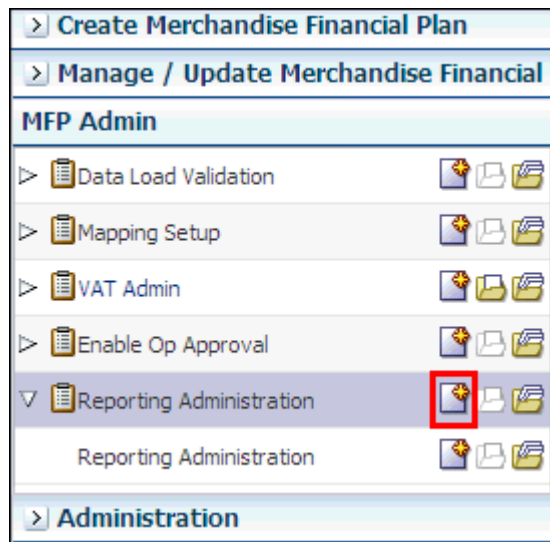 Create Merchandise Financial Plan
Manage / Update Merchandise Financial
MFP Admin
Data Load Validation
Mapping Setup
VAT Admin
Enable Op Approval
Reporting Administration
Reporting Administration
Administration